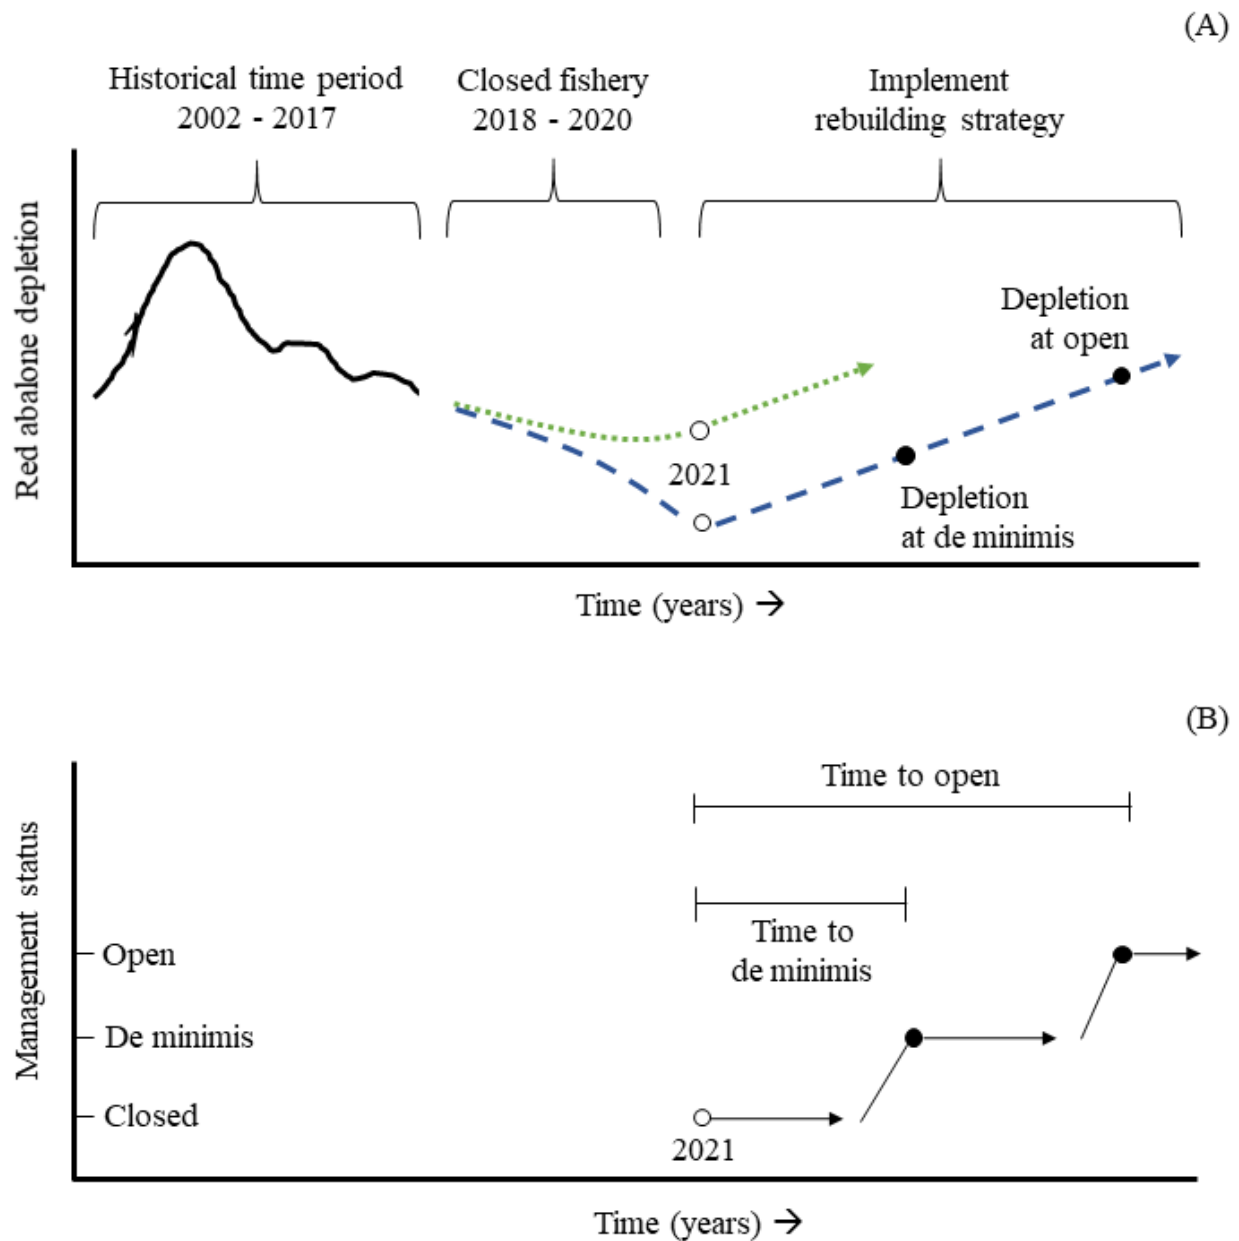 (A)
Historical time period
2002 - 2017
Closed fishery
2018 - 2020
Implement
rebuilding strategy
Red abalone depletion
Depletion
at open
2021
Depletion
at de minimis
Time (years) →
(B)
Time to open
Management status
Time to
de minimis
Open
De minimis
Closed
2021
Time (years) →